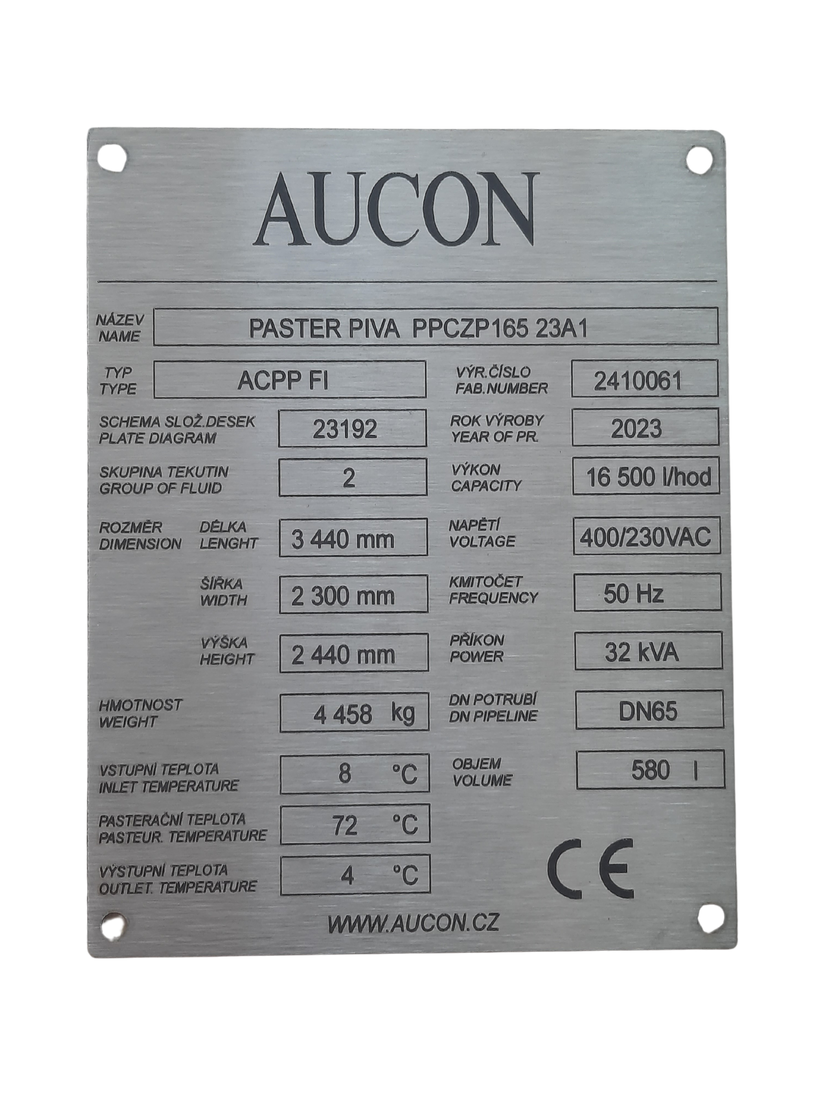 AUCON
NÁZEV
NAME
PASTER PIVA PPCZP165 23A1
TYP
TYPE
ACPP FI
VÝR.ČÍSLO
FAB.NUMBER
2410061
SCHEMA SLOŽ.DESEK
PLATE DIAGRAM
23192
ROK VÝROBY
YEAR OF PR.
2023
SKUPINA TEKUTIN
GROUP OF FLUID
2
VÝKON
CAPACITY
16 500 l/hod
ROZMĚR
DIMENSION
DÉLKA
LENGHT
3 440 mm
NAPĚTÍ
VOLTAGE
400/230VAC
ŠÍŘKA
WIDTH
2 300 mm
KMITOČET
FREQUENCY
50 Hz
VÝŠKA
HEIGHT
2 440 mm
PŘÍKON
POWER
32 kVA
HMOTNOST
WEIGHT
4 458 kg
DN POTRUBÍ
DN PIPELINE
DN65
VSTUPNÍ TEPLOTA
INLET TEMPERATURE
8 °C
OBJEM
VOLUME
580 l
PASTERAČNÍ TEPLOTA
PASTEUR. TEMPERATURE
72 °C
VÝSTUPNÍ TEPLOTA
OUTLET. TEMPERATURE
4 °C
CE
WWW.AUCON.CZ